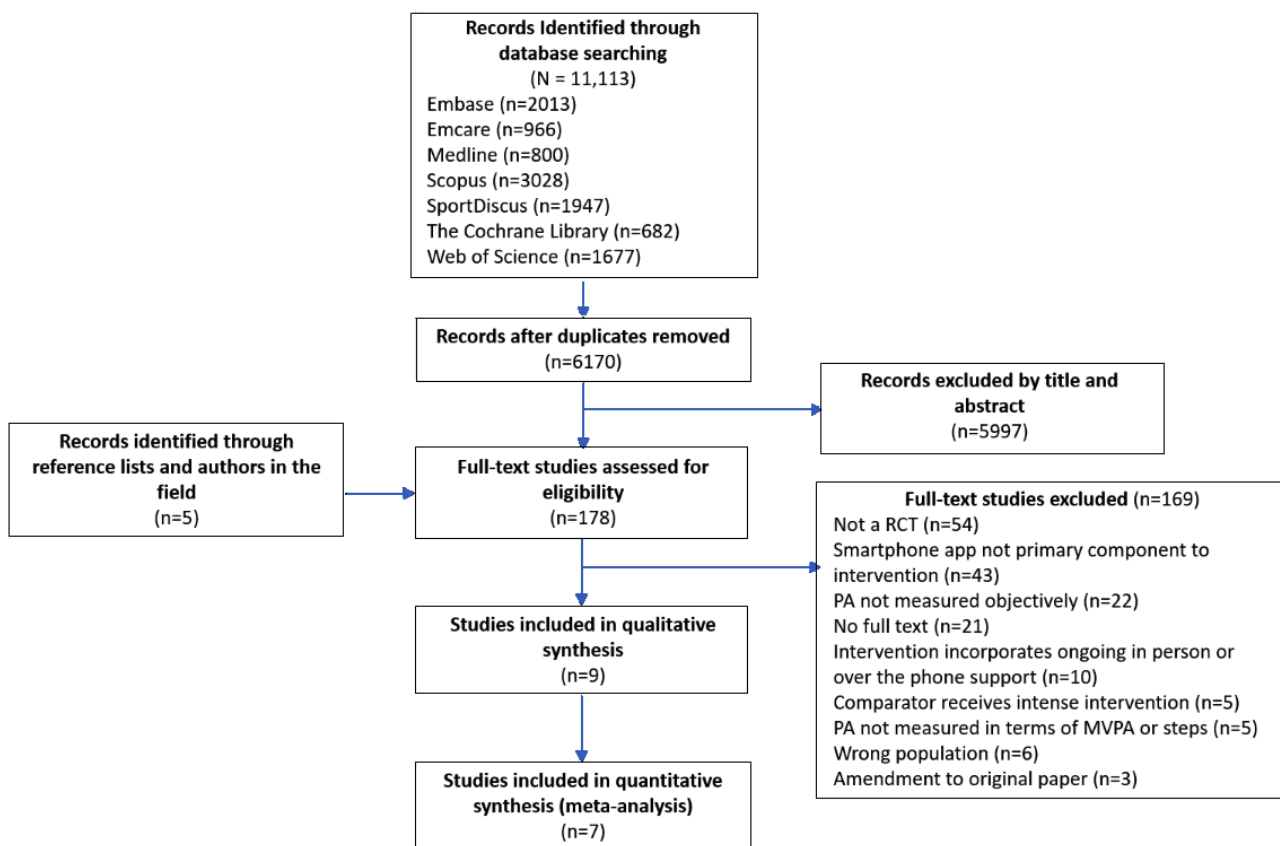 Records Identified through
database searching
(N = 11,113)
Embase (n=2013)
Emcare (n=966)
Medline (n=800)
Scopus (n=3028)
SportDiscus (n=1947)
The Cochrane Library (n=682)
Web of Science (n=1677)
Records after duplicates removed
(n=6170)
Records excluded by title and
abstract
(n=5997)
Records identified through
reference lists and authors in the
field
(n=5)
Full-text studies assessed for
eligibility
(n=178)
Full-text studies excluded (n=169)
Not a RCT (n=54)
Smartphone app not primary component to
intervention (n=43)
PA not measured objectively (n=22)
No full text (n=21)
Intervention incorporates ongoing in person or
over the phone support (n=10)
Comparator receives intense intervention (n=5)
PA not measured in terms of MVPA or steps (n=5)
Wrong population (n=6)
Amendment to original paper (n=3)
Studies included in qualitative
synthesis
(n=9)
Studies included in quantitative
synthesis (meta-analysis)
(n=7)